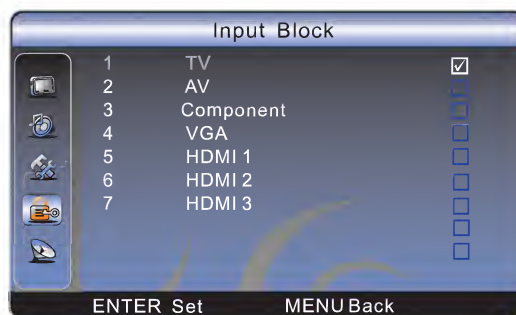 Input Block
1 TV
2 AV
3 Component
4 VGA
5 HDMI 1
6 HDMI 2
7 HDMI 3
ENTER Set MENU Back